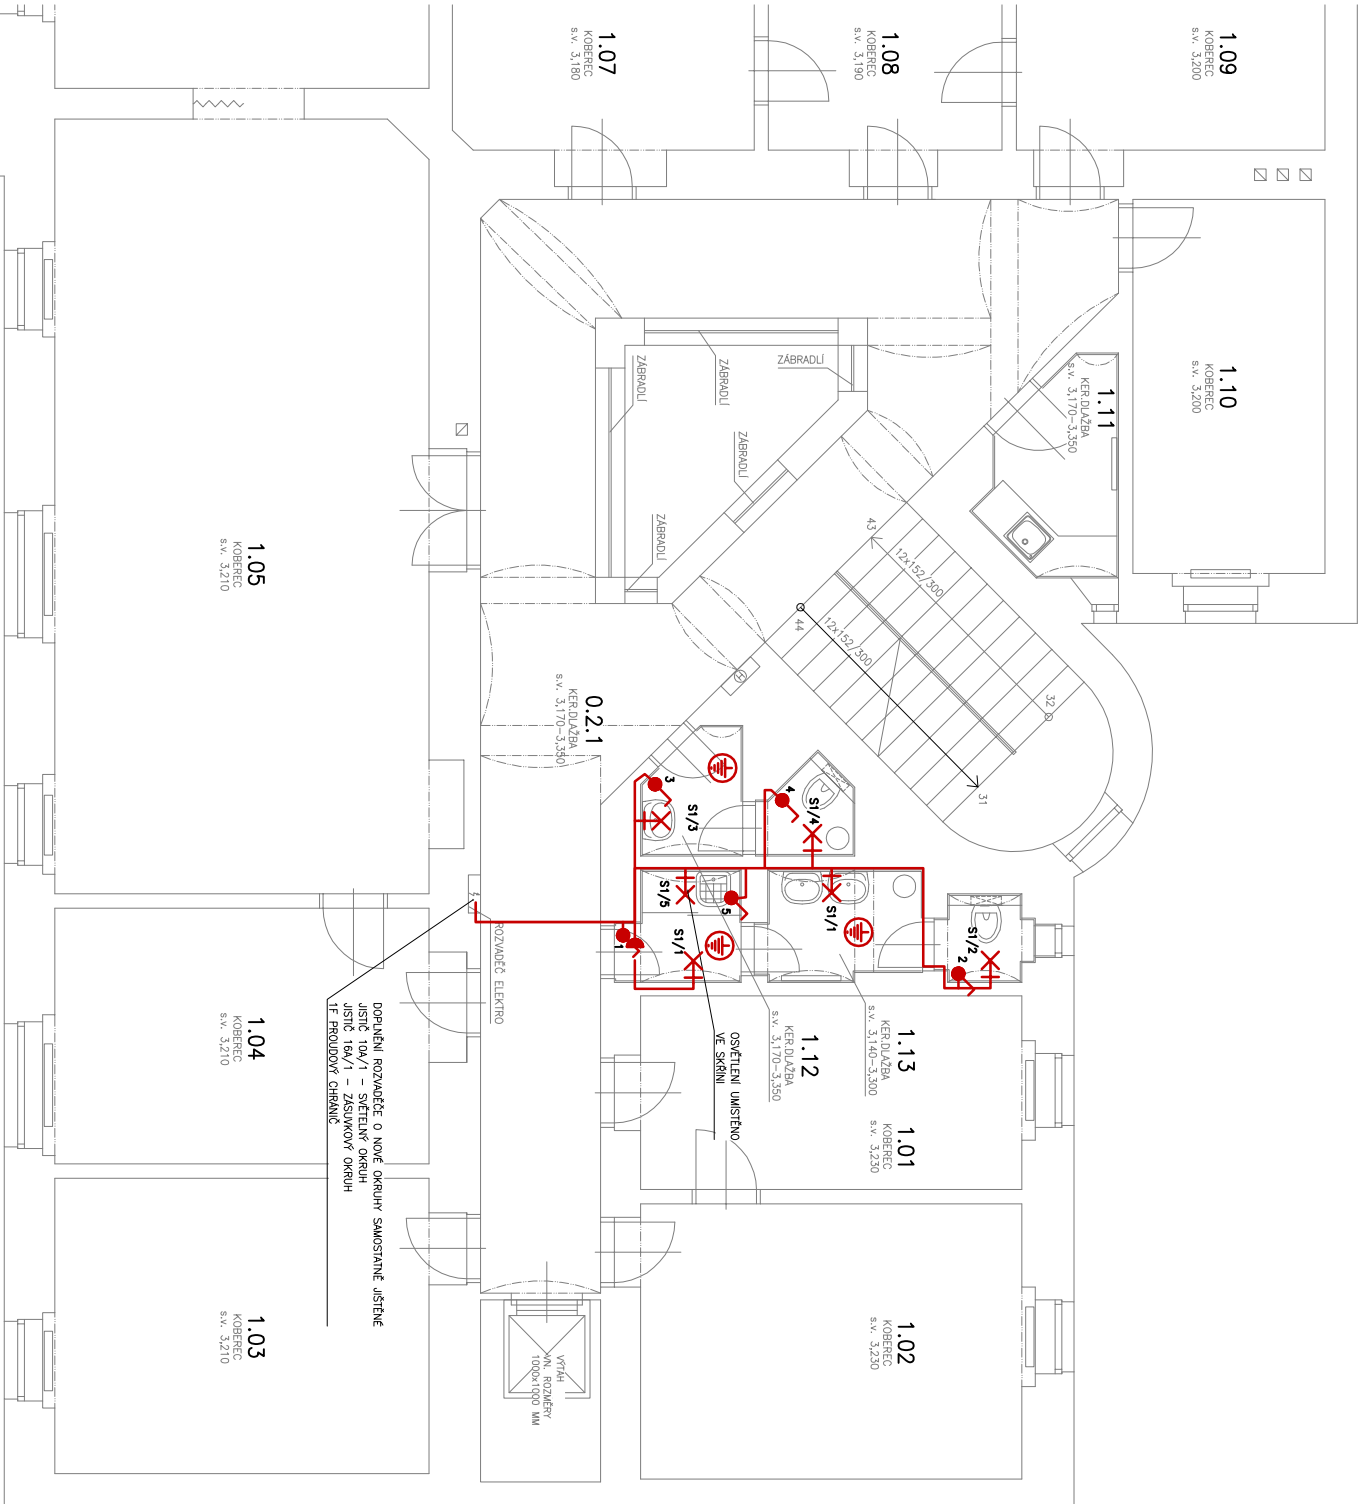 1.07
KOBEREC
s.v. 3,180
1.08
KOBEREC
s.v. 3,190
1.09
KOBEREC
s.v. 3,200
1.10
KOBEREC
s.v. 3,200
1.11
KER.DLAŽBA
s.v. 3,170-3,350
ZÁBRADLÍ
ZÁBRADLÍ
ZÁBRADLÍ
ZÁBRADLÍ
ZÁBRADLÍ
43
12x152/300
12x152/300
44
32
31
1.05
KOBEREC
s.v. 3,210
0.2.1
KER.DLAŽBA
s.v. 3,170-3,350
3
S1/3
4
S1/4
S1/5
5
S1/1
S1/1
1
S1/2
2
ROZVADĚČ ELEKTRO
DOPLNĚNÍ ROZVADĚČE O NOVÉ OKRUHY SAMOSTATNĚ JIŠTĚNÉ
JISTIČ 10A/1 - SVĚTELNÝ OKRUH
JISTIČ 16A/1 - ZÁSUVKOVÝ OKRUH
1F PROUDOVÝ CHRÁNIČ
OSVĚTLENÍ UMÍSTĚNO
VE SKŘÍNI
1.12
KER.DLAŽBA
s.v. 3,170-3,350
1.13
KER.DLAŽBA
s.v. 3,140-3,300
1.01
KOBEREC
s.v. 3,230
1.04
KOBEREC
s.v. 3,210
1.03
KOBEREC
s.v. 3,210
1.02
KOBEREC
s.v. 3,230
VÝTAH
VN. ROZMĚRY
1000x1000 MM